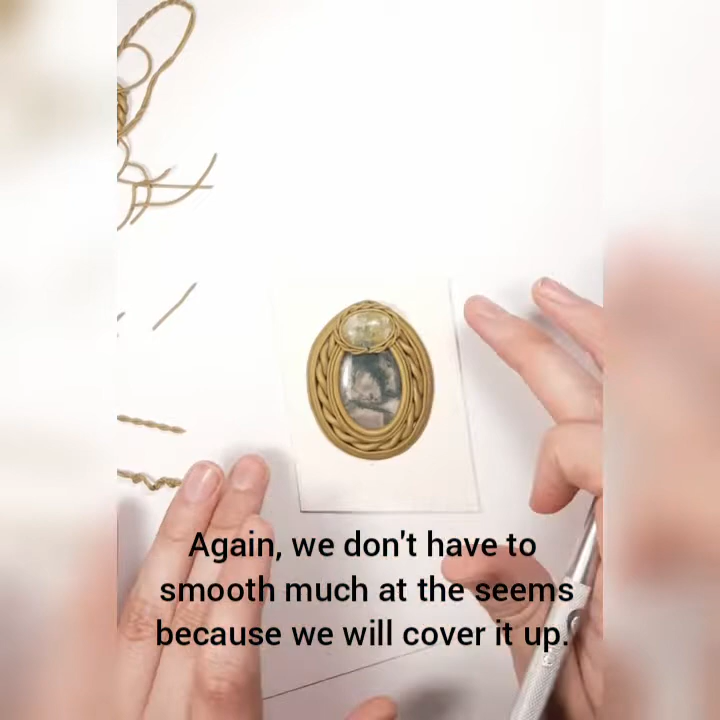 Again, we don't have to
smooth much at the seems
because we will cover it up.